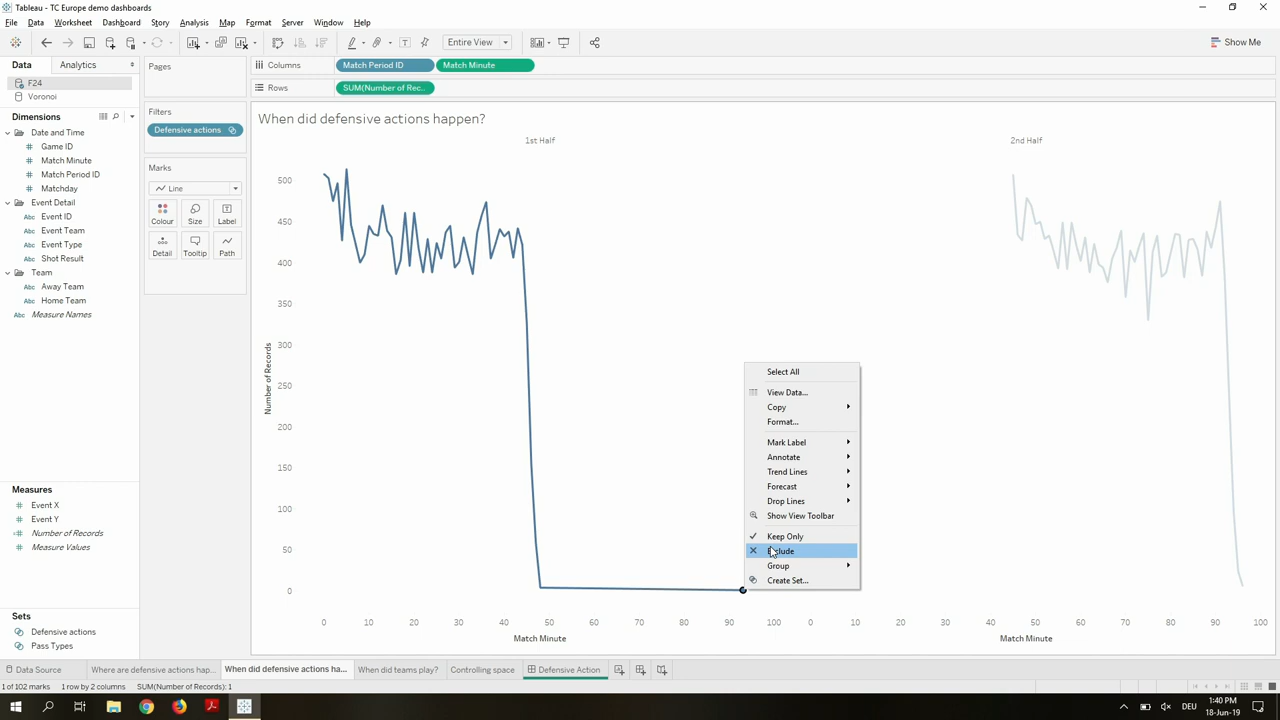 Tableau - TC Europe demo dashboards
File Data Worksheet Dashboard Story Analysis Map Format Server Window Help
Entire View
Show Me
Data Analytics
F24
Voronoi
Dimensions
Date and Time
Game ID
Match Minute
Match Period ID
Matchday
Event Detail
Abc Event ID
Abc Event Team
Abc Event Type
Abc Shot Result
Team
Abc Away Team
Abc Home Team
Abc Measure Names
Measures
Event X
Event Y
Number of Records
Measure Values
Sets
Defensive actions
Pass Types
Pages
Filters
Defensive actions
Marks
Line
Colour Size Label
Detail Tooltip Path
Columns Match Period ID Match Minute
Rows SUM(Number of Rec..
When did defensive actions happen?
1st Half 2nd Half
500
450
400
350
300
250
200
150
100
50
0
Number of Records
0 10 20 30 40 50 60 70 80 90 100 0 10 20 30 40 50 60 70 80 90 100
Match Minute Match Minute
Select All
View Data...
Copy
Format...
Mark Label
Annotate
Trend Lines
Forecast
Drop Lines
Show View Toolbar
Keep Only
Exclude
Group
Create Set...
Data Source Where are defensive actions hap... When did defensive actions ha... When did teams play? Controlling space Defensive Action
1 of 102 marks 1 row by 2 columns SUM(Number of Records): 1
DEU
1:40 PM
18-Jun-19